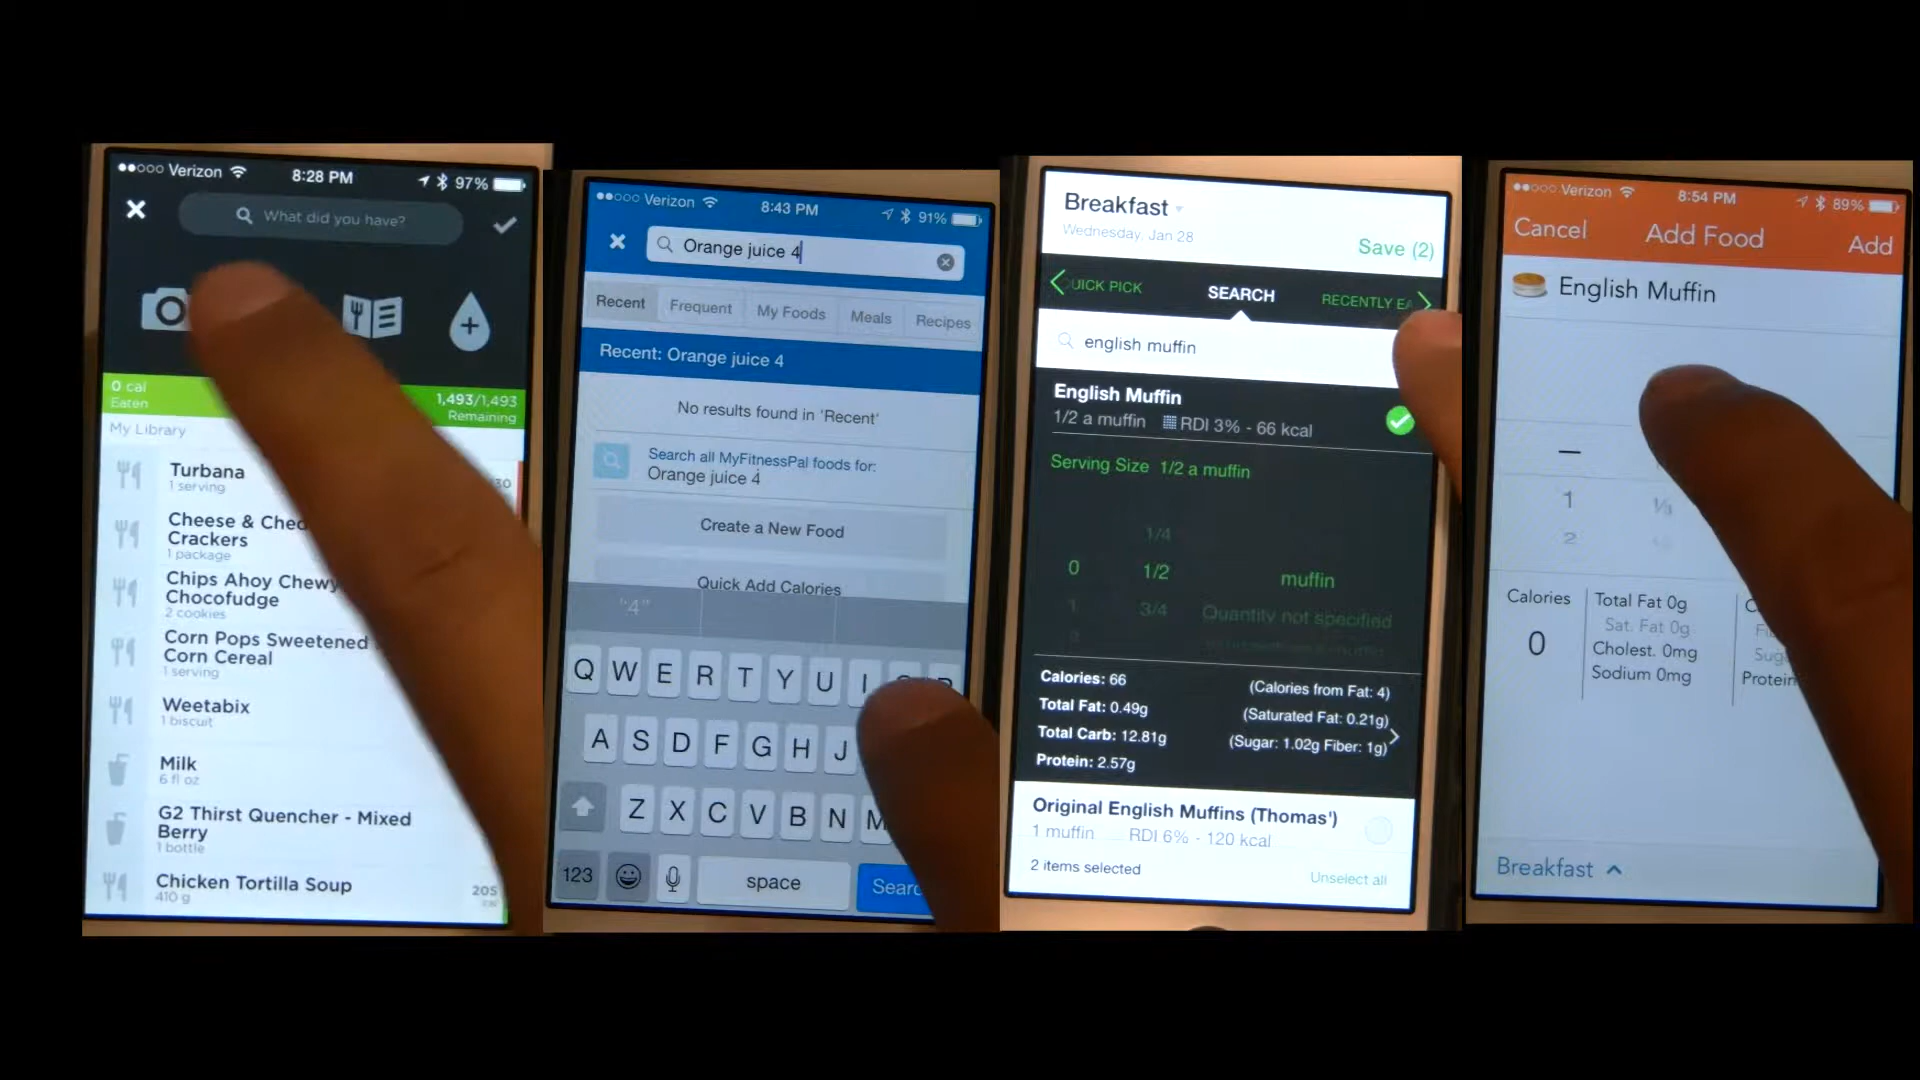 Verizon 8:28 PM 97%
What did you have?
0 cal
Eaten
1,493/1,493
Remaining
My Library
Turbana
1 serving
30
Cheese & Ched
Crackers
1 package
Chips Ahoy Chewy
Chocofudge
2 cookies
Corn Pops Sweetened
Corn Cereal
1 serving
Weetabix
1 biscuit
Milk
6 fl oz
G2 Thirst Quencher - Mixed
Berry
1 bottle
Chicken Tortilla Soup
410 g
205
Verizon 8:43 PM 91%
Orange juice 4
Recent Frequent My Foods Meals Recipes
Recent: Orange juice 4
No results found in 'Recent'
Search all MyFitnessPal foods for:
Orange juice 4
Create a New Food
Quick Add Calories
"4"
Q W E R T Y U I
A S D F G H J
Z X C V B N M
123 space Searc
Breakfast
Wednesday, Jan 28
Save (2)
UICK PICK SEARCH RECENTLY EA
english muffin
English Muffin
1/2 a muffin RDI 3% - 66 kcal
Serving Size 1/2 a muffin
1/4
0 1/2 muffin
1 3/4 Quantity not specified
Calories: 66 (Calories from Fat: 4)
Total Fat: 0.49g (Saturated Fat: 0.21g)
Total Carb: 12.81g (Sugar: 1.02g Fiber: 1g)
Protein: 2.57g
Original English Muffins (Thomas')
1 muffin RDI 6% - 120 kcal
2 items selected Unselect all
Verizon 8:54 PM 89%
Cancel Add Food Add
English Muffin
—
1 1/3
2
Calories
0
Total Fat 0g
Sat. Fat 0g
Cholest. 0mg
Sodium 0mg
Protein
Breakfast